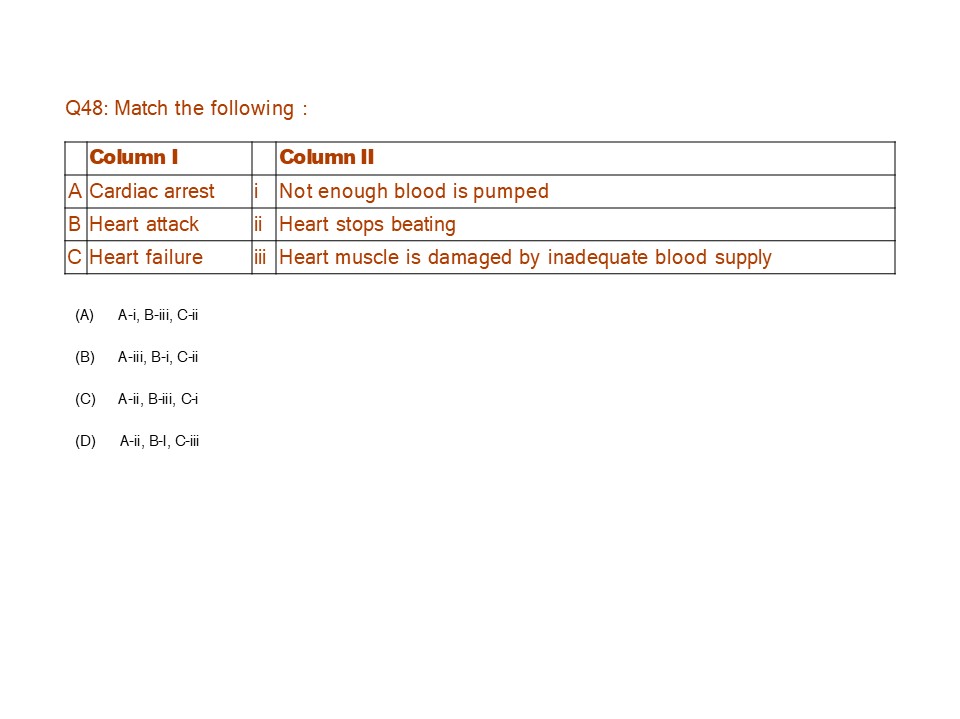 Q48: Match the following :
Column I Column II
A Cardiac arrest i Not enough blood is pumped
B Heart attack ii Heart stops beating
C Heart failure iii Heart muscle is damaged by inadequate blood supply
(A) A-i, B-iii, C-ii
(B) A-iii, B-i, C-ii
(C) A-ii, B-iii, C-i
(D) A-ii, B-I, C-iii